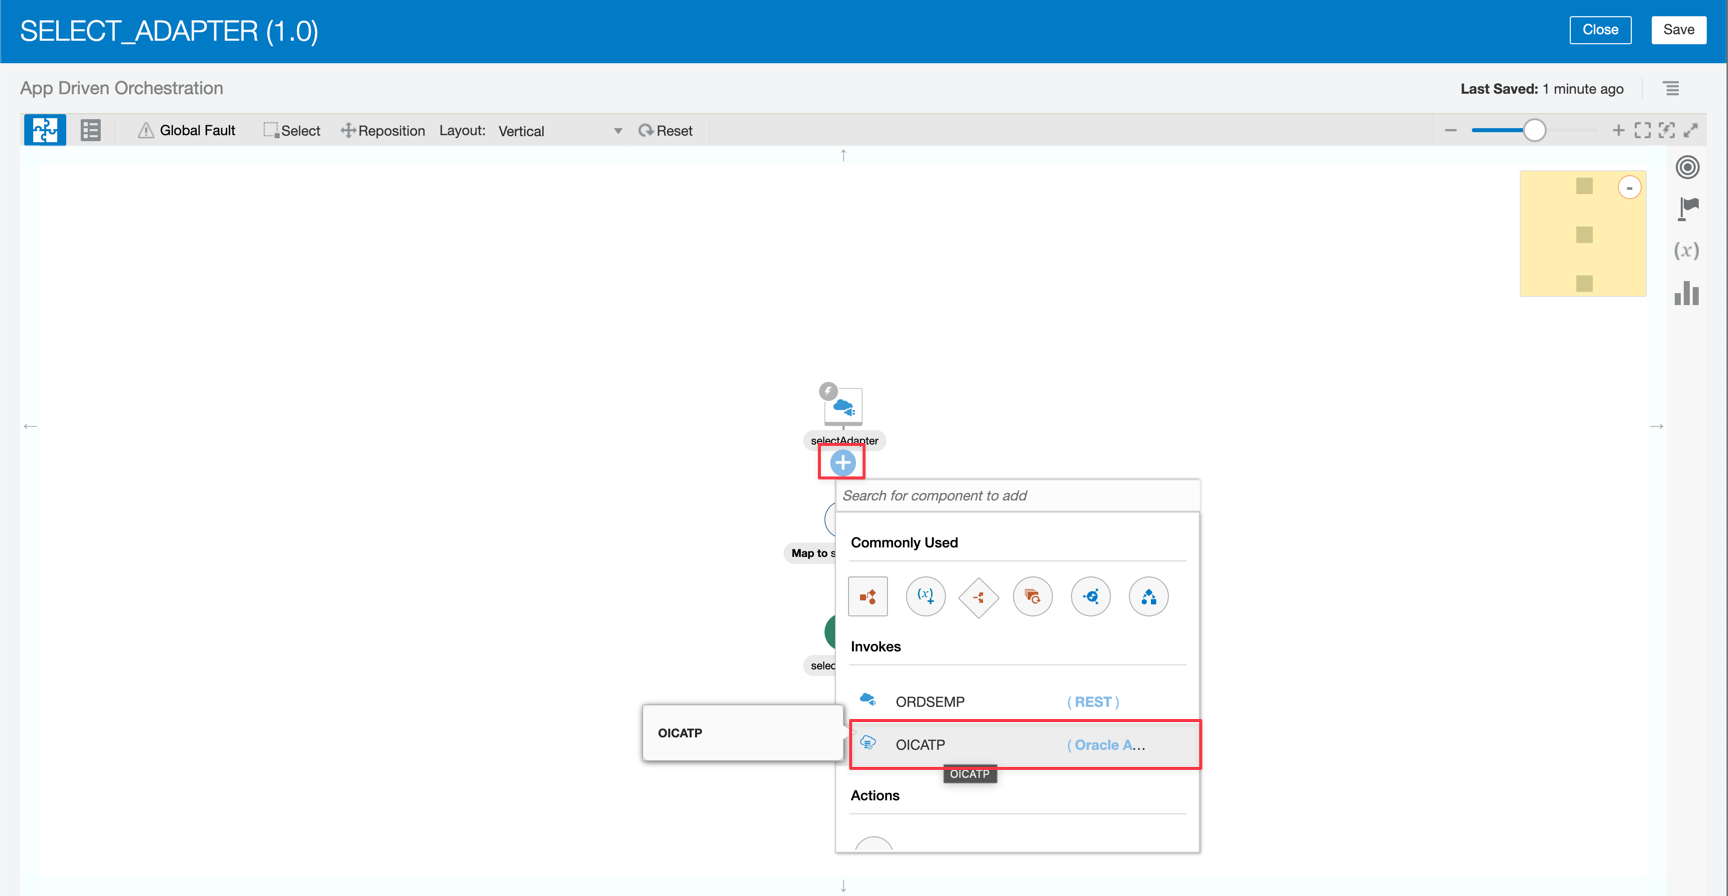 SELECT_ADAPTER (1.0)
Close
Save
App Driven Orchestration
Last Saved: 1 minute ago
Global Fault
Select
Reposition
Layout:
Vertical
Reset
(x)
selectAdapter
Search for component to add
Commonly Used
Map to s
(x)
Invokes
selec
ORDSEMP
( REST )
OICATP
OICATP
( Oracle A...
OICATP
Actions